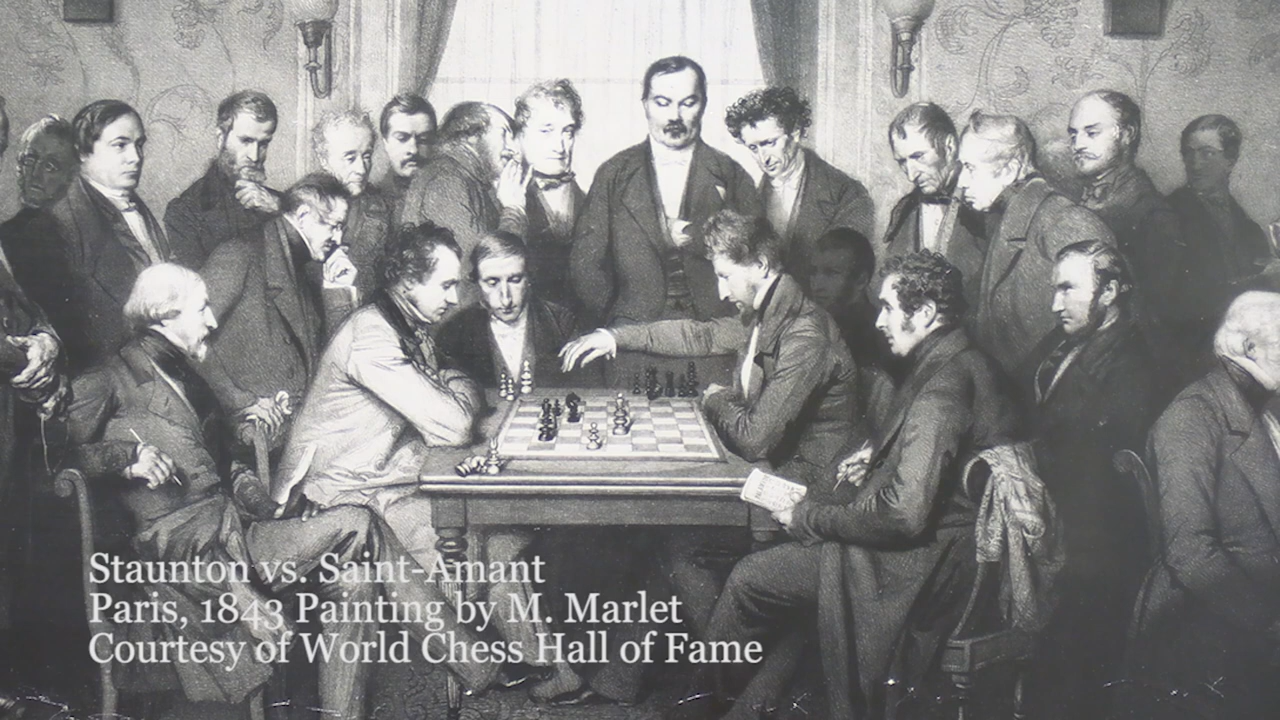 Staunton vs. Saint-Amant
Paris, 1843 Painting by M. Marlet
Courtesy of World Chess Hall of Fame